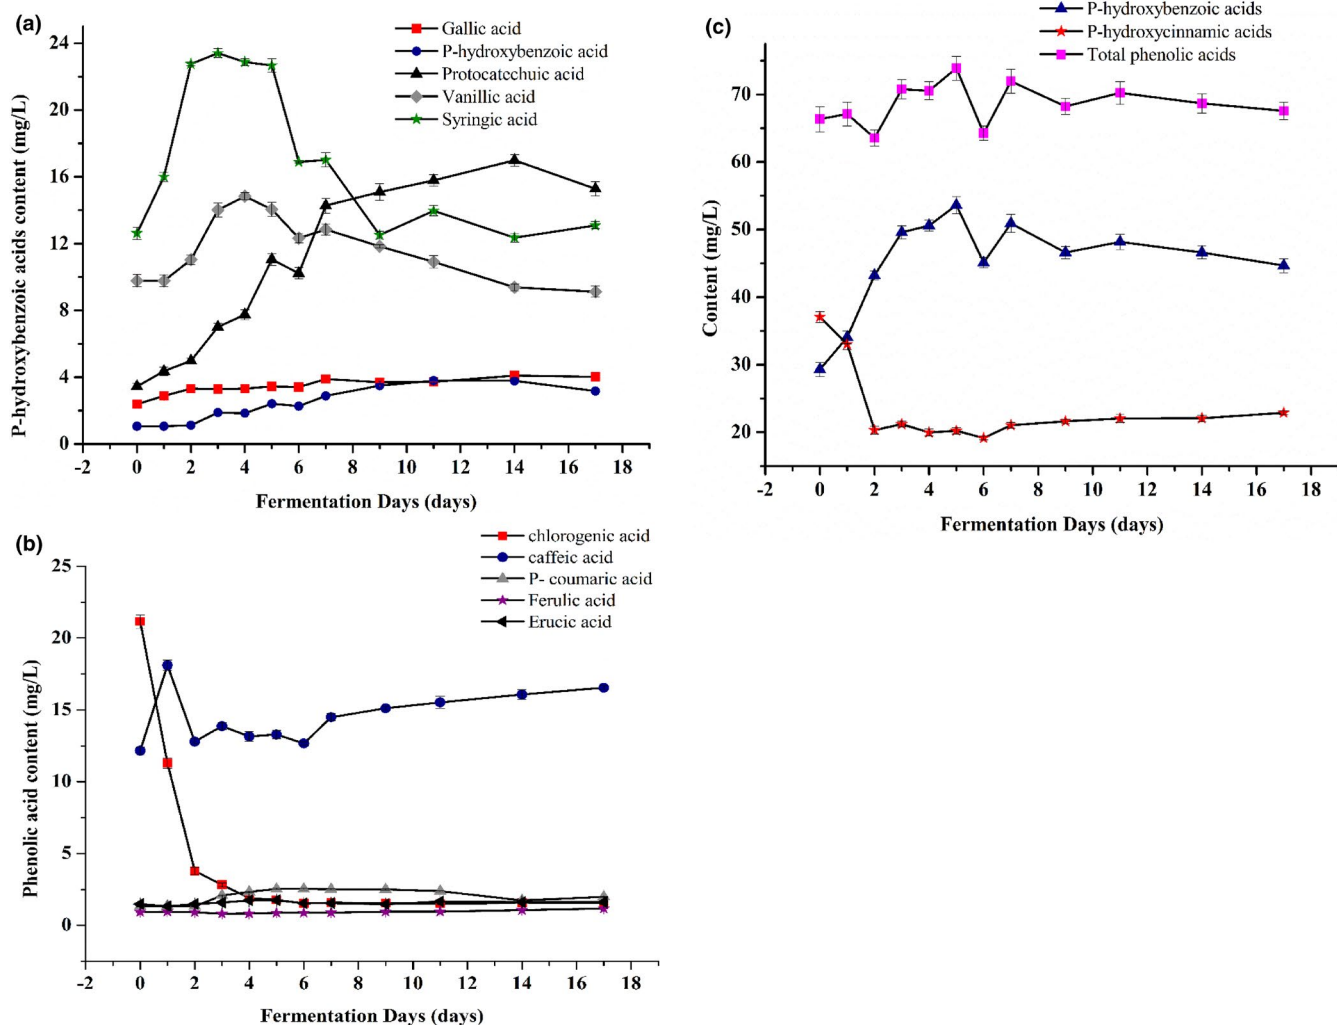 (a)
Gallic acid
P-hydroxybenzoic acid
Protocatechuic acid
Vanillic acid
Syringic acid
P-hydroxybenzoic acids content (mg/L)
24
20
16
12
8
4
0
-2 0 2 4 6 8 10 12 14 16 18
Fermentation Days (days)
(b)
chlorogenic acid
caffeic acid
P- coumaric acid
Ferulic acid
Erucic acid
Phenolic acid content (mg/L)
25
20
15
10
5
0
-2 0 2 4 6 8 10 12 14 16 18
Fermentation Days (days)
(c)
P-hydroxybenzoic acids
P-hydroxycinnamic acids
Total phenolic acids
Content (mg/L)
70
60
50
40
30
20
-2 0 2 4 6 8 10 12 14 16 18
Fermentation Days (days)